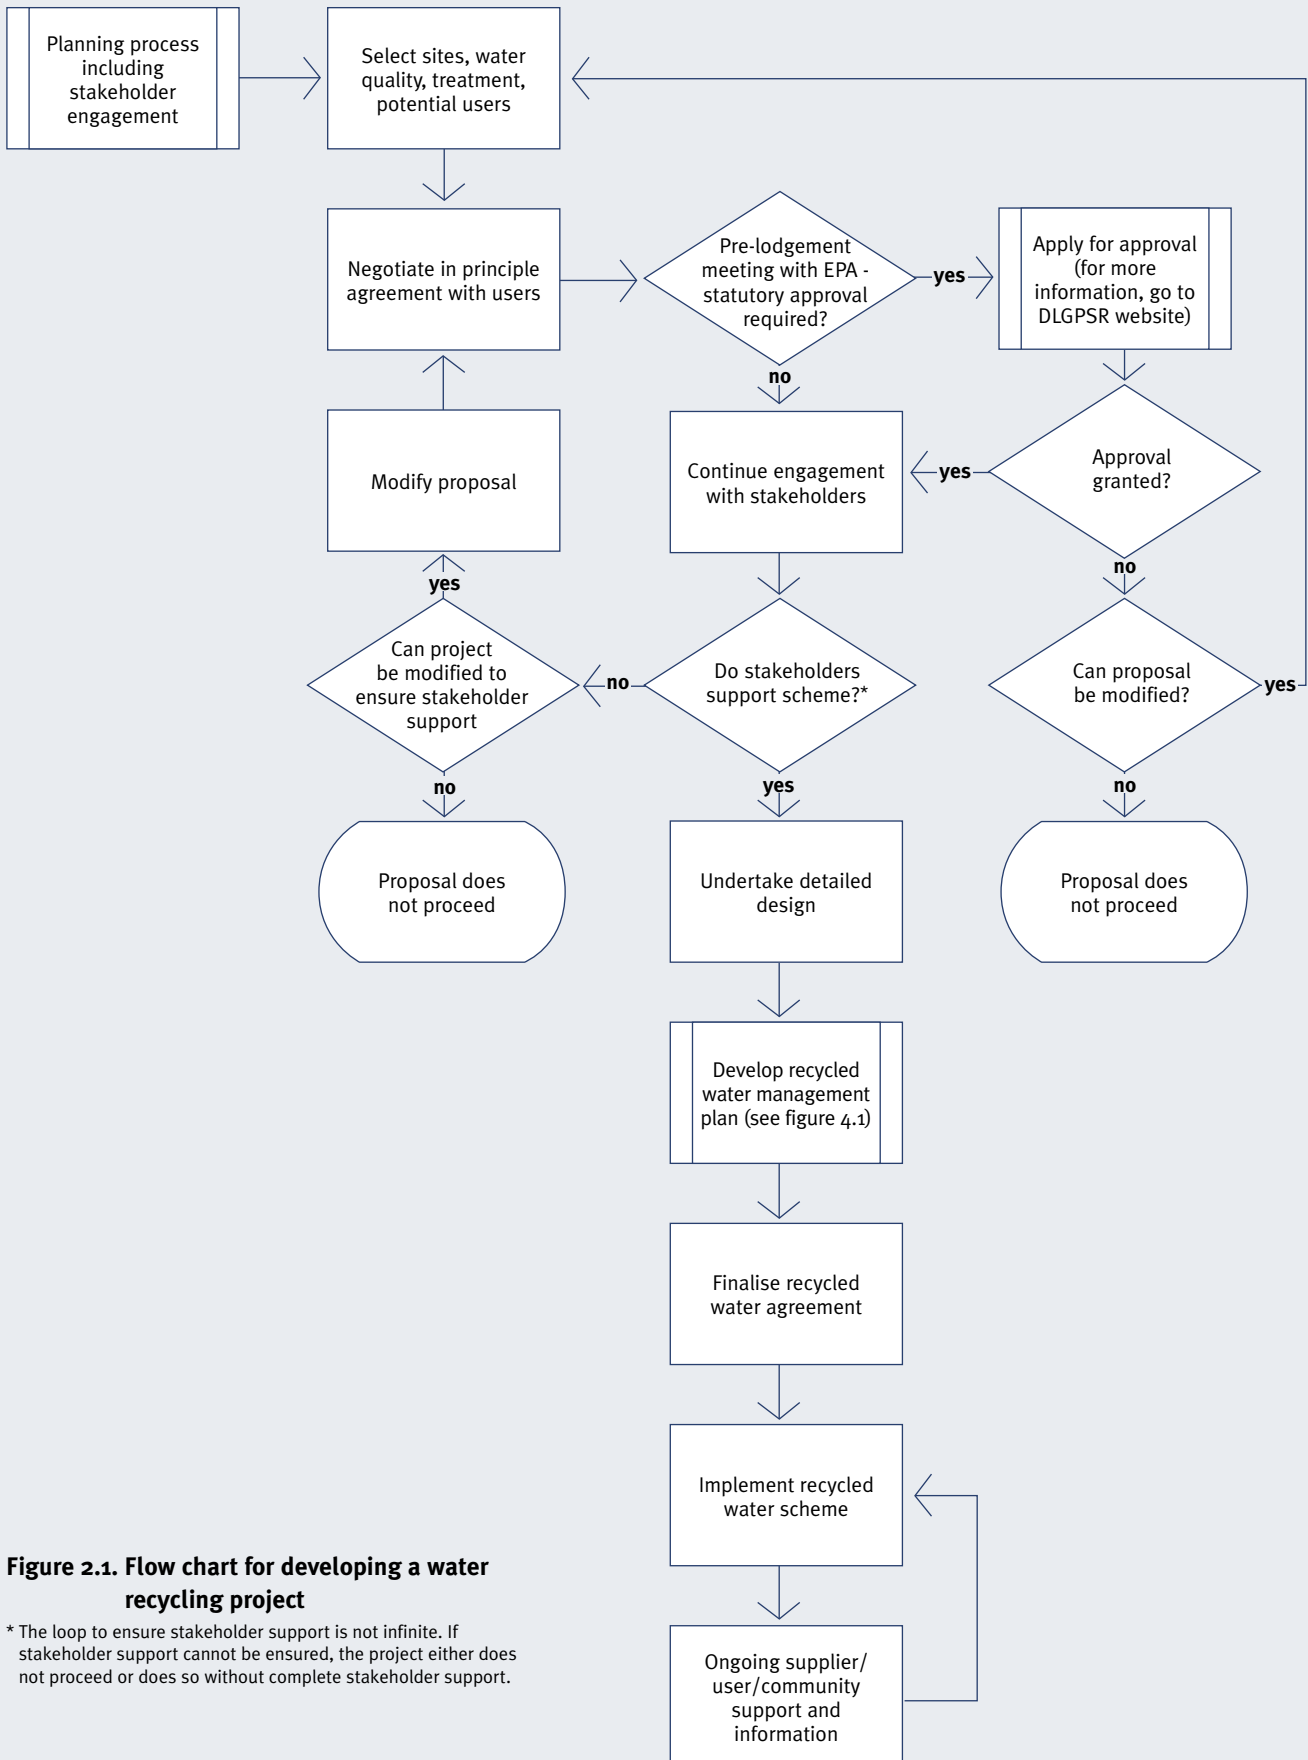 Planning process
including
stakeholder
engagement
Select sites, water
quality, treatment,
potential users
Negotiate in principle
agreement with users
Pre-lodgement
meeting with EPA -
statutory approval
required?
yes
Apply for approval
(for more
information, go to
DLGPSR website)
no
Modify proposal
Continue engagement
with stakeholders
yes
Approval
granted?
no
yes
Can project
be modified to
ensure stakeholder
support
no
Do stakeholders
support scheme?*
Can proposal
be modified?
yes
no
yes
no
Proposal does
not proceed
Undertake detailed
design
Proposal does
not proceed
Develop recycled
water management
plan (see figure 4.1)
Finalise recycled
water agreement
Implement recycled
water scheme
Ongoing supplier/
user/community
support and
information
Figure 2.1. Flow chart for developing a water
recycling project
* The loop to ensure stakeholder support is not infinite. If
stakeholder support cannot be ensured, the project either does
not proceed or does so without complete stakeholder support.